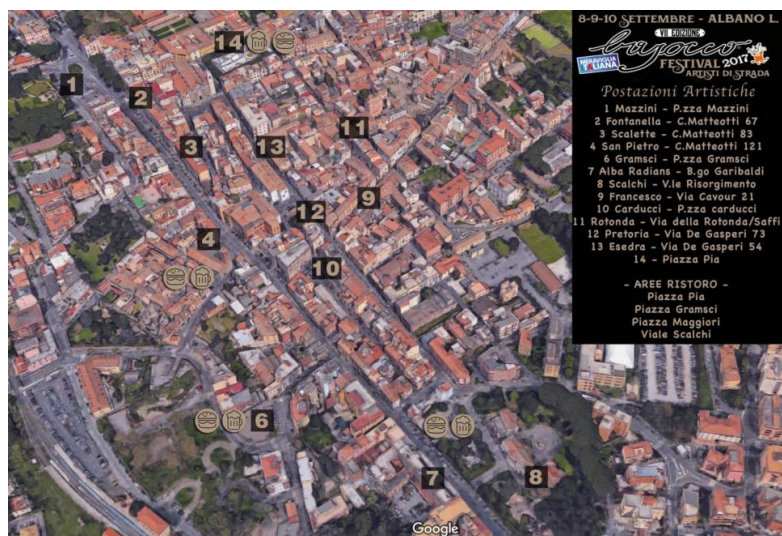 8-9-10 SETTEMBRE - ALBANO L.
VII EDIZIONE
bajocco
MERAVIGLIA ITALIANA
FESTIVAL 2017
ARTISTI DI STRADA
Postazioni Artistiche
1 Mazzini - P.zza Mazzini
2 Fontanella - C.Matteotti 67
3 Scalette - C.Matteotti 83
4 San Pietro - C.Matteotti 121
6 Gramsci - P.zza Gramsci
7 Alba Radians - B.go Garibaldi
8 Scalchi - V.le Risorgimento
9 Francesco - Via Cavour 21
10 Carducci - P.zza carducci
11 Rotonda - Via della Rotonda/Saffi
12 Pretoria - Via De Gasperi 73
13 Esedra - Via De Gasperi 54
14 - Piazza Pia
- AREE RISTORO -
Piazza Pia
Piazza Gramsci
Piazza Maggiori
Viale Scalchi
14
1
2
3
13
11
9
12
4
10
6
7
8
Google